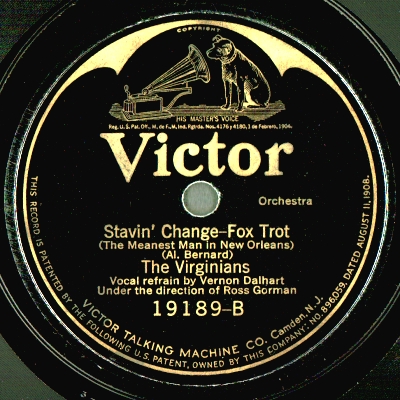 COPYRIGHT
HIS MASTER'S VOICE
Reg. U.S. Pat. Off., M. de F., M. Ind. Rgtrda. Nos. 4176 y 4180, 1 de Febrero, 1904.
Victor
Orchestra
Stavin' Change-Fox Trot
(The Meanest Man in New Orleans)
(Al. Bernard)
The Virginians
Vocal refrain by Vernon Dalhart
Under the direction of Ross Gorman
19189-B
VICTOR TALKING MACHINE CO. Camden, N. J.
THIS RECORD IS PATENTED BY THE FOLLOWING U.S. PATENT, OWNED BY THIS COMPANY: NO. 896059, DATED AUGUST 11, 1908.